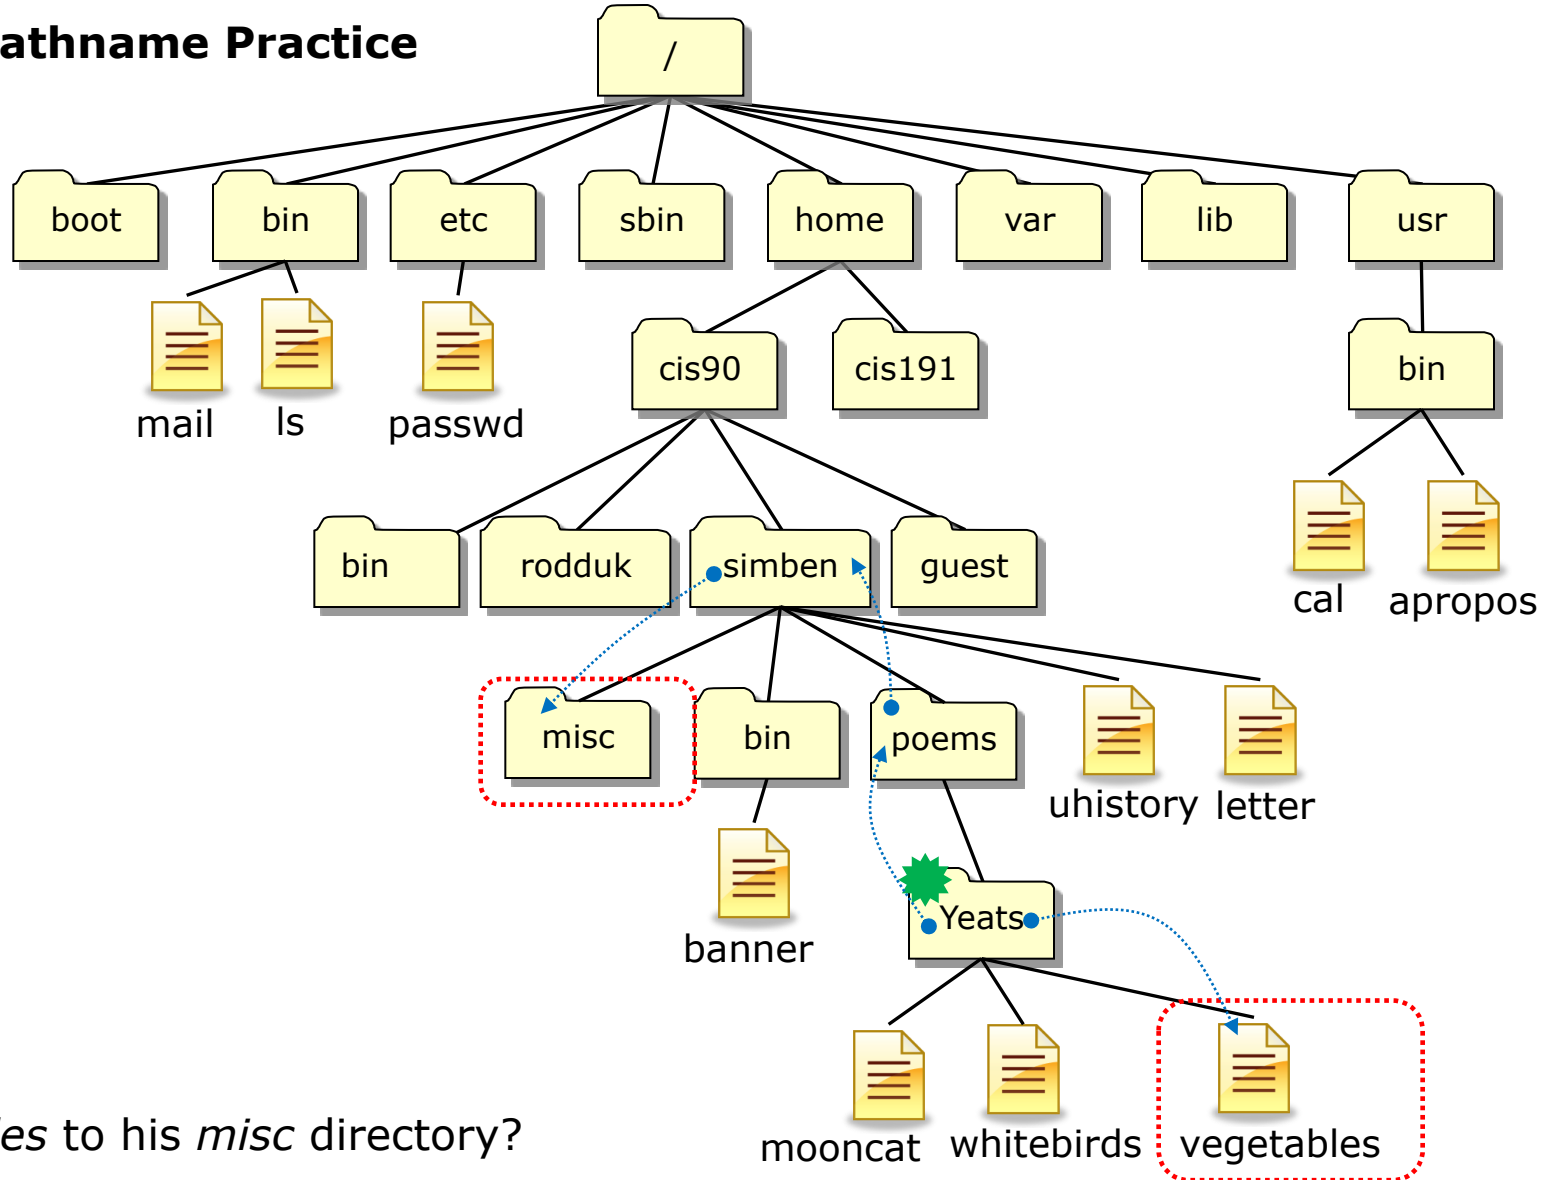 athname Practice
/
boot bin etc sbin home var lib usr
mail ls passwd
cis90 cis191 bin
bin rodduk simben guest
cal apropos
misc bin poems
uhistory letter
banner
Yeats
mooncat whitebirds vegetables
es to his misc directory?